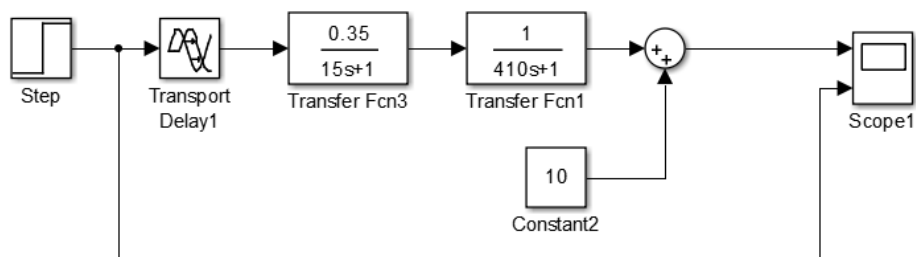 Step
Transport
Delay1
0.35
15s+1
Transfer Fcn3
1
410s+1
Transfer Fcn1
+
+
Scope1
10
Constant2